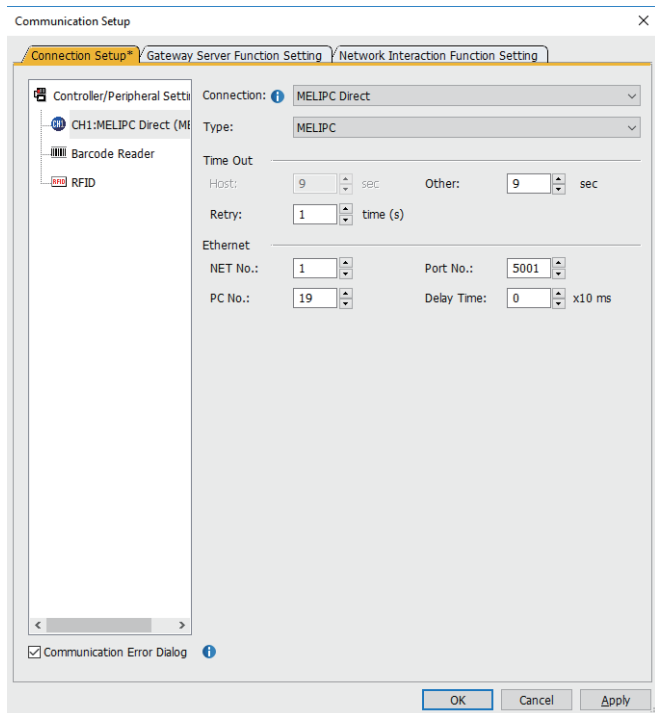 Communication Setup
Connection Setup* Gateway Server Function Setting Network Interaction Function Setting
Controller/Peripheral Setti
CH1:MELIPC Direct (ME
Barcode Reader
RFID RFID
Connection: MELIPC Direct
Type: MELIPC
Time Out
Host: 9 sec Other: 9 sec
Retry: 1 time (s)
Ethernet
NET No.: 1 Port No.: 5001
PC No.: 19 Delay Time: 0 x10 ms
Communication Error Dialog
OK Cancel Apply